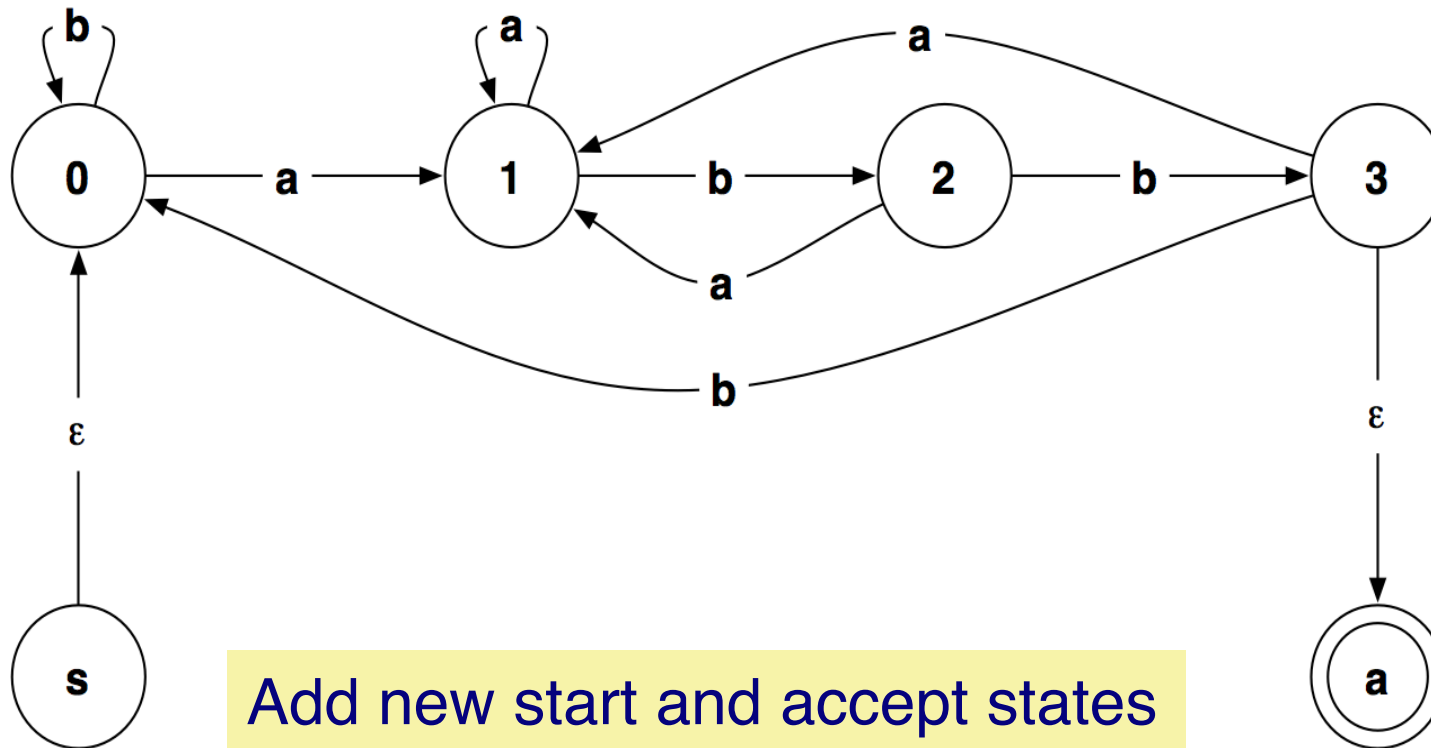 b a a
0 a 1 b 2 b 3
a
b
ε ε
s a
Add new start and accept states